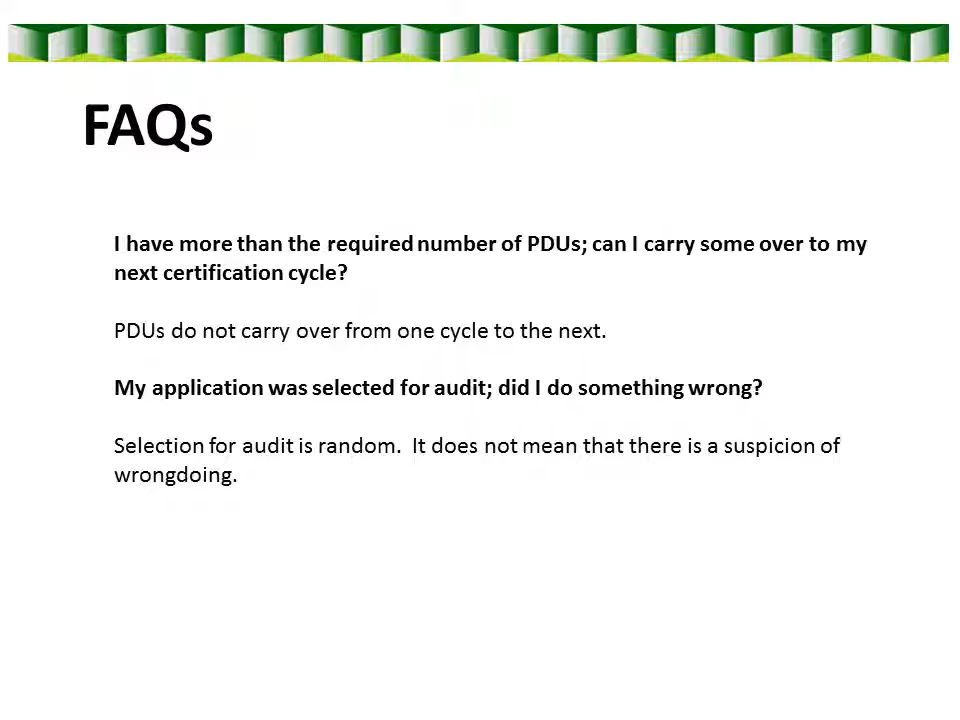 FAQs
I have more than the required number of PDUs; can I carry some over to my
next certification cycle?
PDUs do not carry over from one cycle to the next.
My application was selected for audit; did I do something wrong?
Selection for audit is random.  It does not mean that there is a suspicion of
wrongdoing.